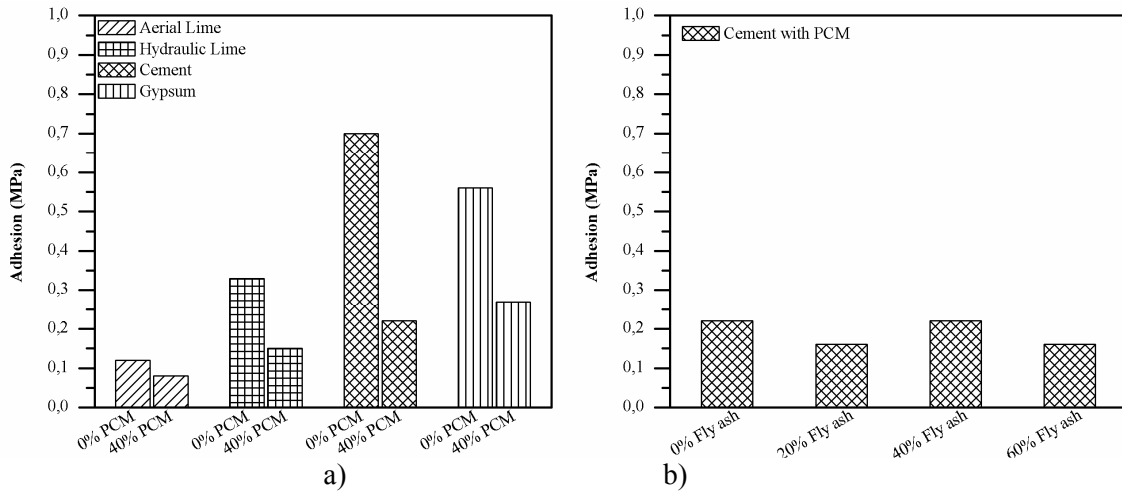 Adhesion (MPa)
1,0
0,9
0,8
0,7
0,6
0,5
0,4
0,3
0,2
0,1
0,0
Aerial Lime
Hydraulic Lime
Cement
Gypsum
0% PCM
40% PCM
0% PCM
40% PCM
0% PCM
40% PCM
0% PCM
40% PCM
a)
Adhesion (MPa)
1,0
0,9
0,8
0,7
0,6
0,5
0,4
0,3
0,2
0,1
0,0
Cement with PCM
0% Fly ash
20% Fly ash
40% Fly ash
60% Fly ash
b)